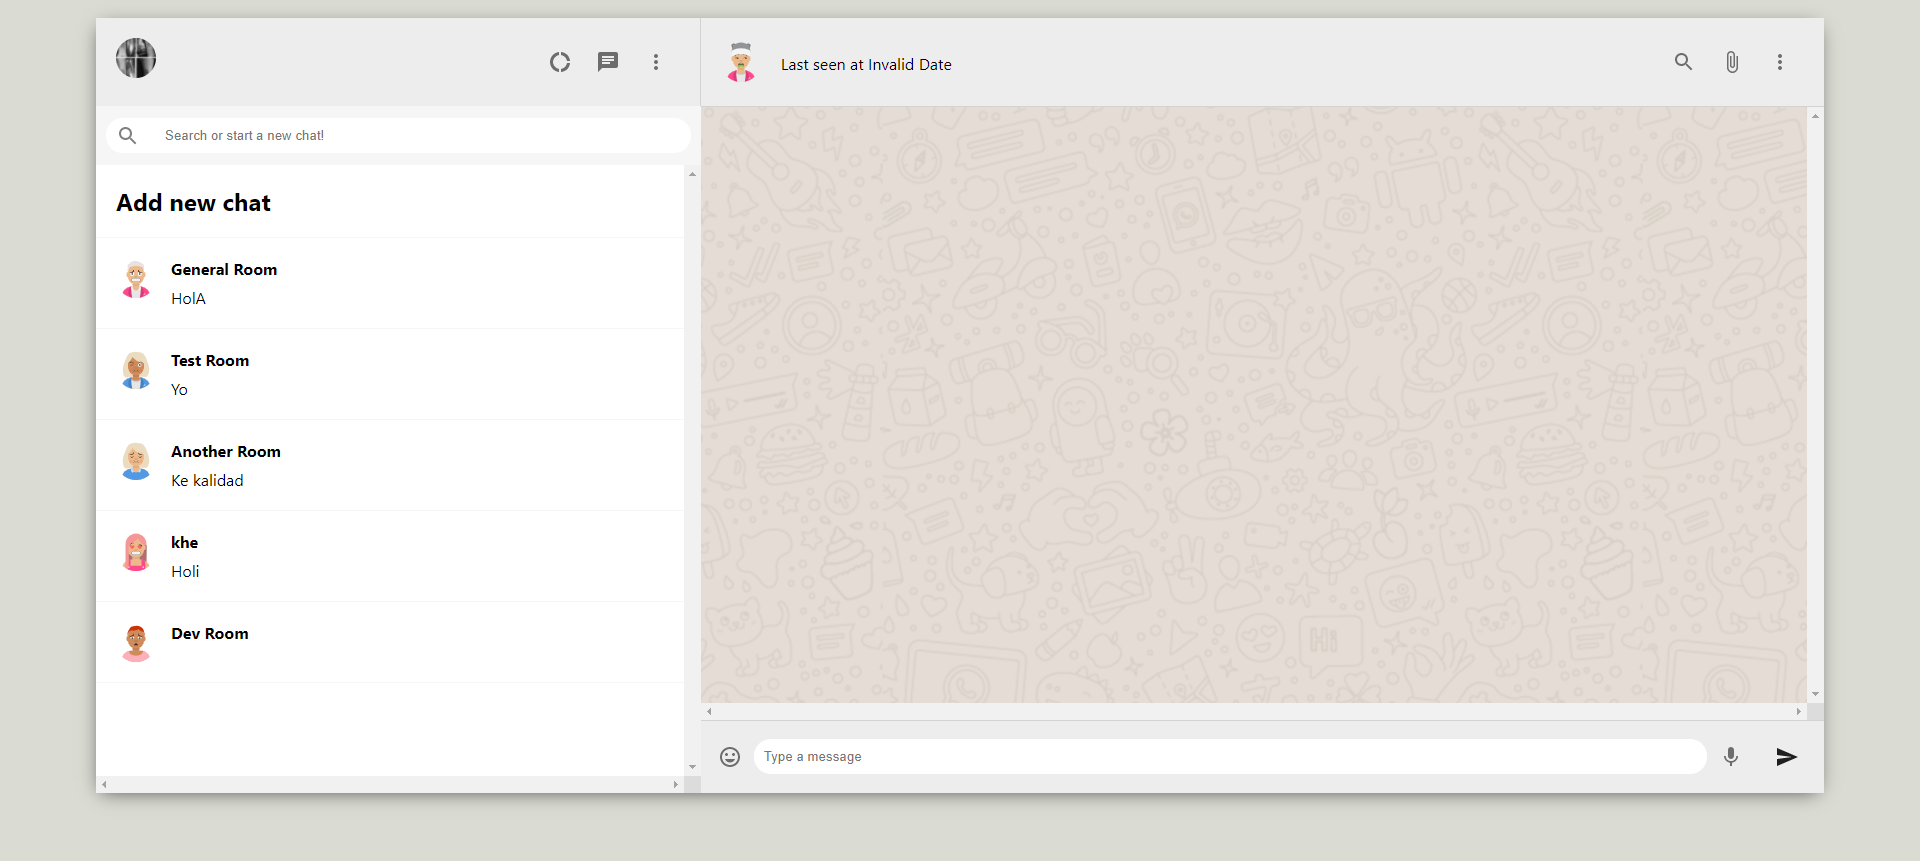 Last seen at Invalid Date
Search or start a new chat!
Add new chat
General Room
HolA
Test Room
Yo
Another Room
Ke kalidad
khe
Holi
Dev Room
Hi
Type a message